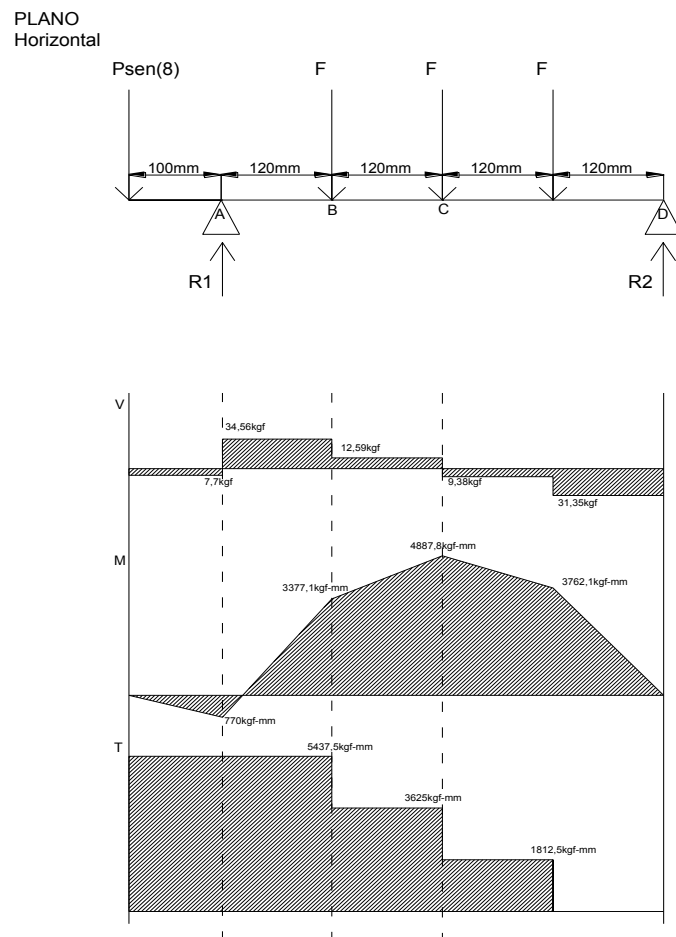 PLANO
Horizontal
Psen(8) F F F
100mm 120mm 120mm 120mm 120mm
A B C D
R1 R2
V
34,56kgf
12,59kgf
7,7kgf
9,38kgf
31,35kgf
4887,8kgf-mm
M
3377,1kgf-mm
3762,1kgf-mm
770kgf-mm
T
5437,5kgf-mm
3625kgf-mm
1812,5kgf-mm